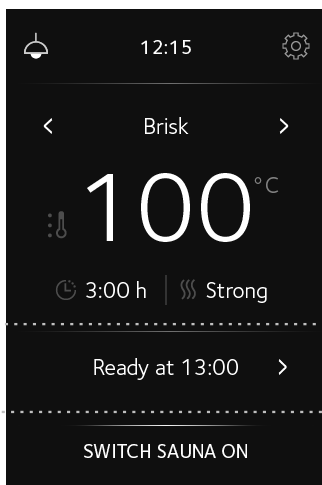 12:15
Brisk
100 °C
3:00 h Strong
Ready at 13:00
SWITCH SAUNA ON